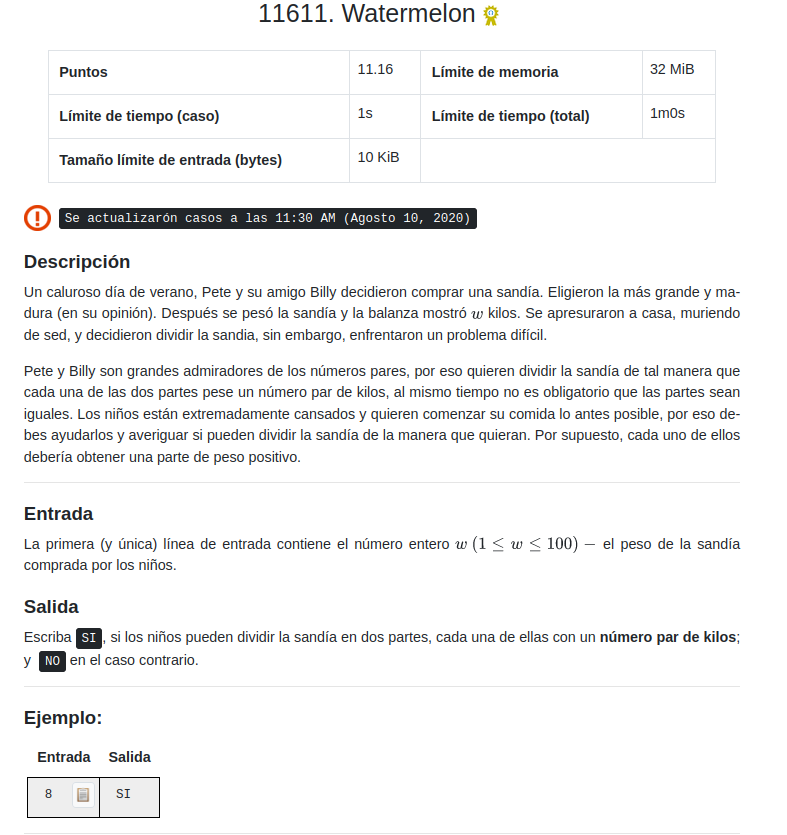 11611. Watermelon
Puntos 11.16 Límite de memoria 32 MiB
Límite de tiempo (caso) 1s Límite de tiempo (total) 1m0s
Tamaño límite de entrada (bytes) 10 KiB
Se actualizarón casos a las 11:30 AM (Agosto 10, 2020)
Descripción
Un caluroso día de verano, Pete y su amigo Billy decidieron comprar una sandía. Eligieron la más grande y ma-
dura (en su opinión). Después se pesó la sandía y la balanza mostró w kilos. Se apresuraron a casa, muriendo
de sed, y decidieron dividir la sandia, sin embargo, enfrentaron un problema difícil.
Pete y Billy son grandes admiradores de los números pares, por eso quieren dividir la sandía de tal manera que
cada una de las dos partes pese un número par de kilos, al mismo tiempo no es obligatorio que las partes sean
iguales. Los niños están extremadamente cansados y quieren comenzar su comida lo antes posible, por eso de-
bes ayudarlos y averiguar si pueden dividir la sandía de la manera que quieran. Por supuesto, cada uno de ellos
debería obtener una parte de peso positivo.
Entrada
La primera (y única) línea de entrada contiene el número entero w (1 ≤ w ≤ 100) − el peso de la sandía
comprada por los niños.
Salida
Escriba SI, si los niños pueden dividir la sandía en dos partes, cada una de ellas con un número par de kilos;
y NO en el caso contrario.
Ejemplo:
Entrada Salida
8 SI